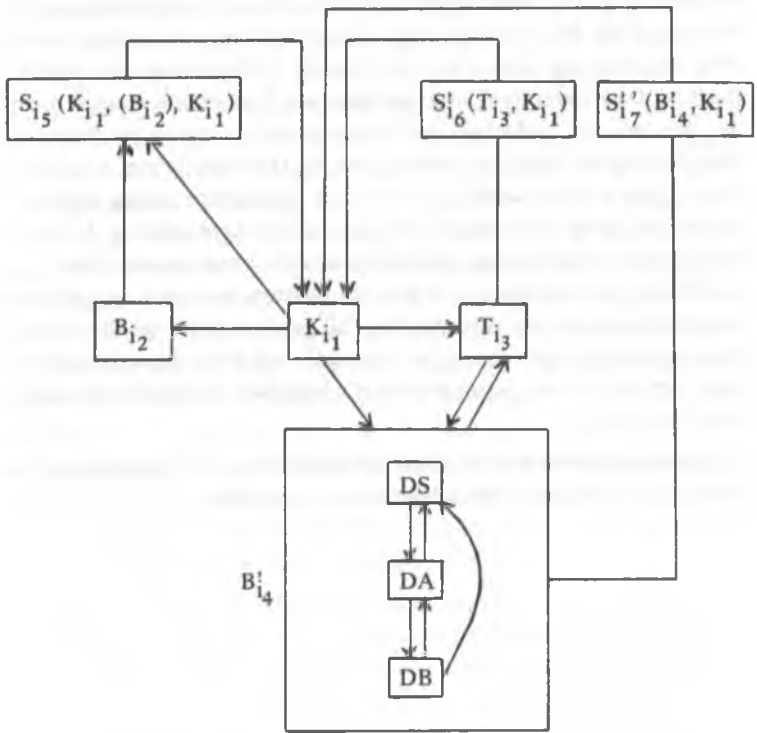 S_{i_5}(K_{i_1}, (B_{i_2}), K_{i_1})
S^!_{i_6}(T_{i_3}, K_{i_1})
S^{!'}_{i_7}(B^!_{i_4}, K_{i_1})
B_{i_2}
K_{i_1}
T_{i_3}
DS
B^!_{i_4}
DA
DB